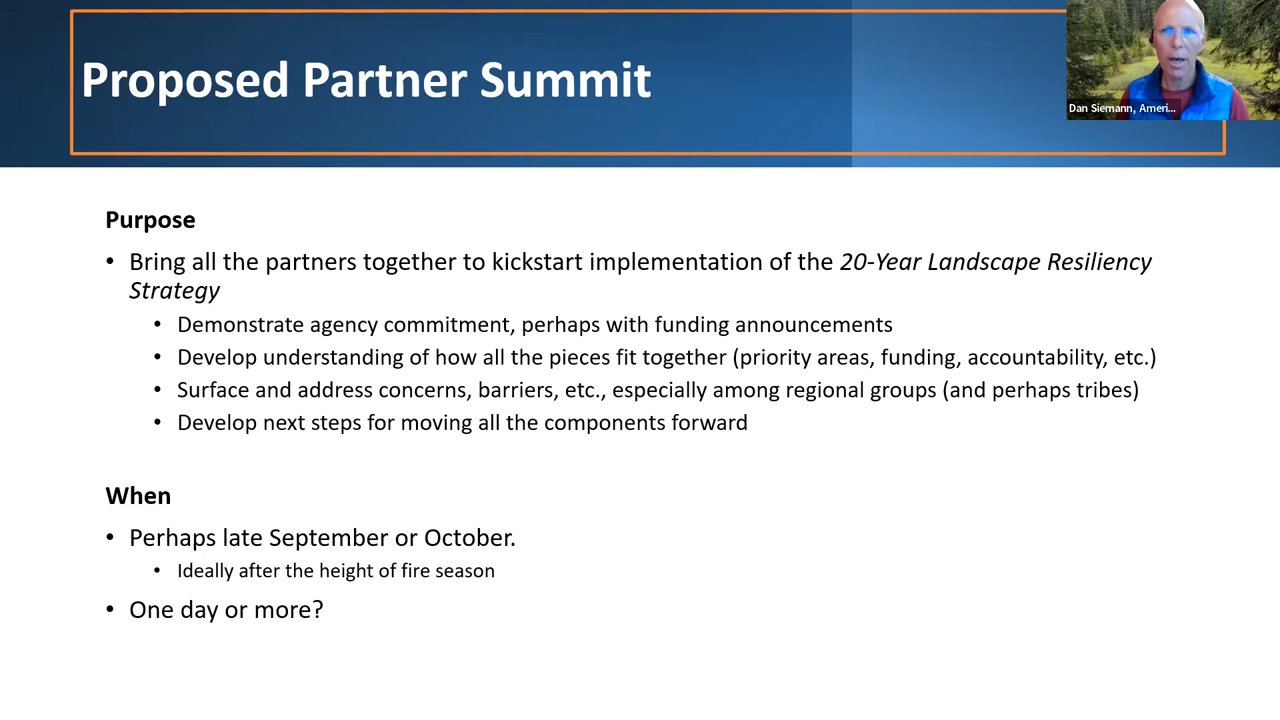 Proposed Partner Summit
Dan Siemann, Ameri...
Purpose
• Bring all the partners together to kickstart implementation of the 20-Year Landscape Resiliency
Strategy
• Demonstrate agency commitment, perhaps with funding announcements
• Develop understanding of how all the pieces fit together (priority areas, funding, accountability, etc.)
• Surface and address concerns, barriers, etc., especially among regional groups (and perhaps tribes)
• Develop next steps for moving all the components forward
When
• Perhaps late September or October.
• Ideally after the height of fire season
• One day or more?